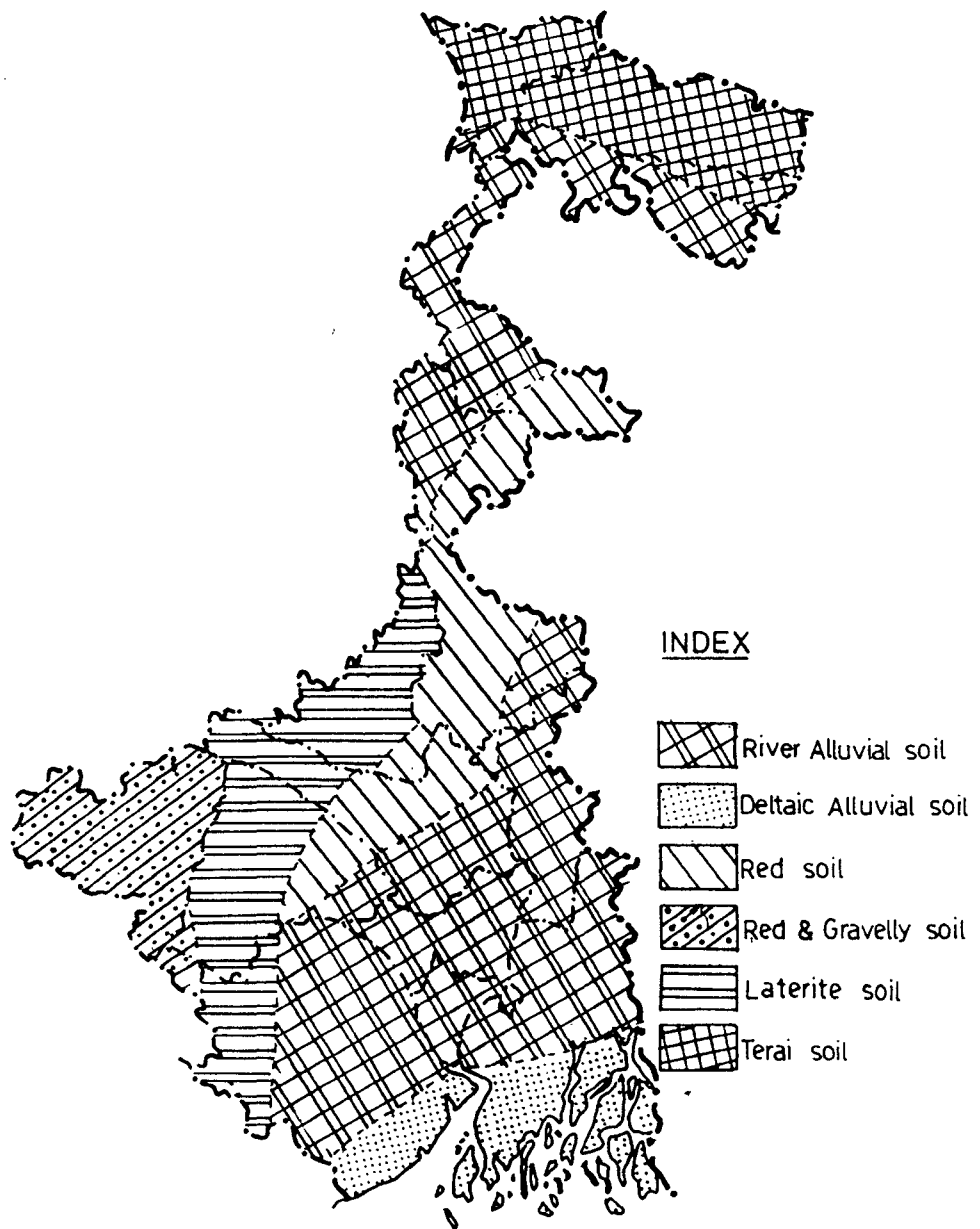 INDEX
River Alluvial soil
Deltaic Alluvial soil
Red soil
Red & Gravelly soil
Laterite soil
Terai soil